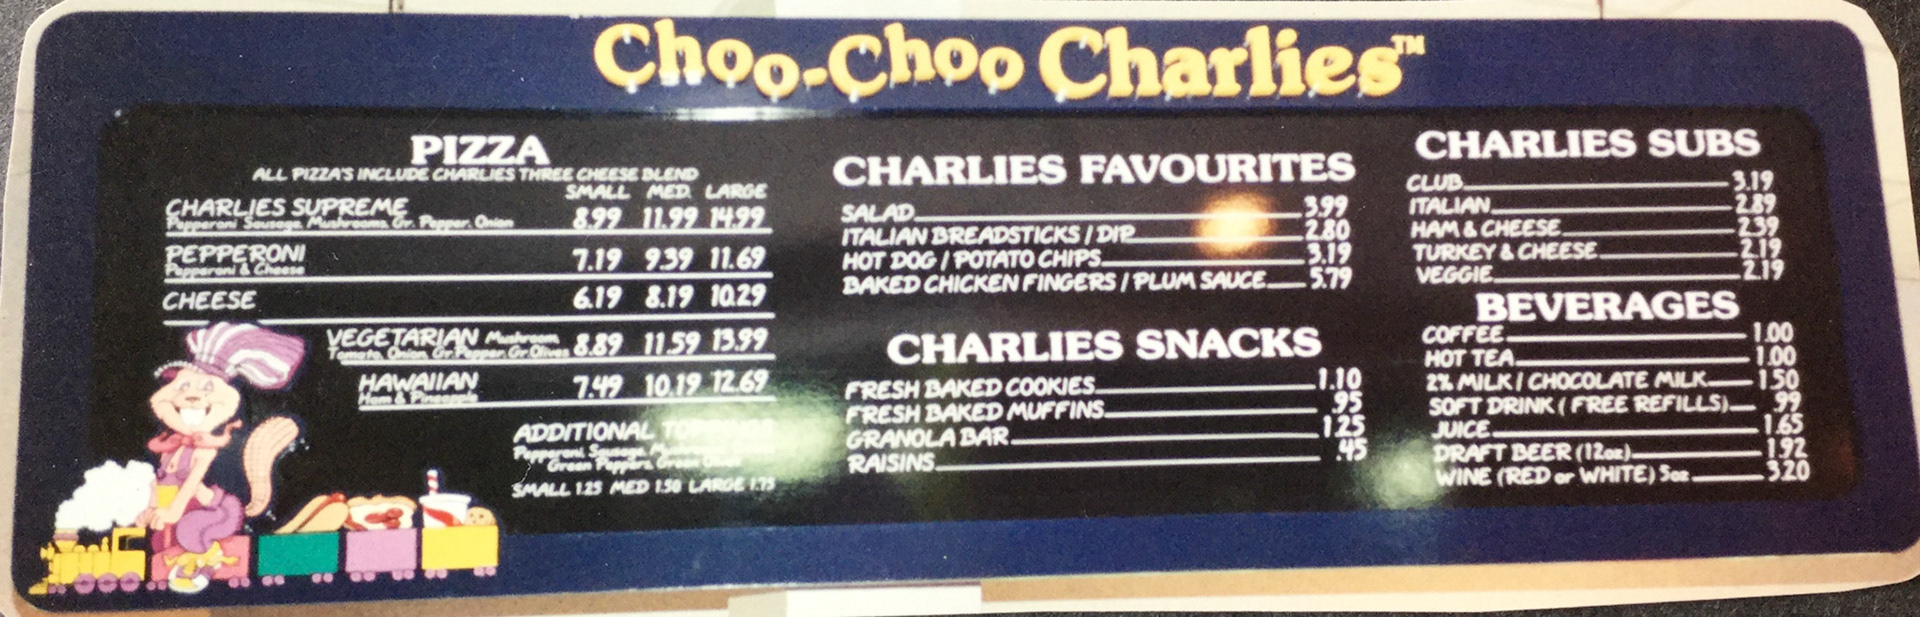 Choo-Choo Charlies™
PIZZA
ALL PIZZA'S INCLUDE CHARLIES THREE CHEESE BLEND
SMALL MED. LARGE
CHARLIES SUPREME 8.99 11.99 14.99
Pepperoni Sausage, Mushrooms, Gr. Pepper, Onion
PEPPERONI 7.19 9.39 11.69
Pepperoni & Cheese
CHEESE 6.19 8.19 10.29
VEGETARIAN Mushroom 8.89 11.59 13.99
Tomato, Onion, Gr. Pepper, Gr. Olives
HAWAIIAN 7.49 10.19 12.69
Ham & Pineapple
ADDITIONAL
Pepperoni, Sausage,
Green Peppers, Green
SMALL 1.25 MED 1.50 LARGE 1.75
CHARLIES FAVOURITES
SALAD 3.99
ITALIAN BREADSTICKS / DIP 2.80
HOT DOG / POTATO CHIPS 3.19
BAKED CHICKEN FINGERS / PLUM SAUCE 5.79
CHARLIES SNACKS
FRESH BAKED COOKIES 1.10
FRESH BAKED MUFFINS .95
GRANOLA BAR 1.25
RAISINS .45
CHARLIES SUBS
CLUB 3.19
ITALIAN 2.89
HAM & CHEESE 2.39
TURKEY & CHEESE 2.19
VEGGIE 2.19
BEVERAGES
COFFEE 1.00
HOT TEA 1.00
2% MILK / CHOCOLATE MILK 1.50
SOFT DRINK ( FREE REFILLS) .99
JUICE 1.65
DRAFT BEER (12oz) 1.92
WINE (RED or WHITE) 5oz 3.20